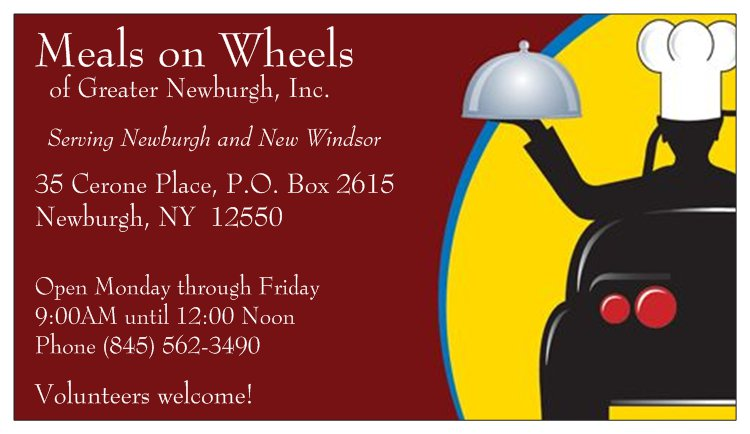 Meals on Wheels
of Greater Newburgh, Inc.
Serving Newburgh and New Windsor
35 Cerone Place, P.O. Box 2615
Newburgh, NY  12550
Open Monday through Friday
9:00AM until 12:00 Noon
Phone (845) 562-3490
Volunteers welcome!